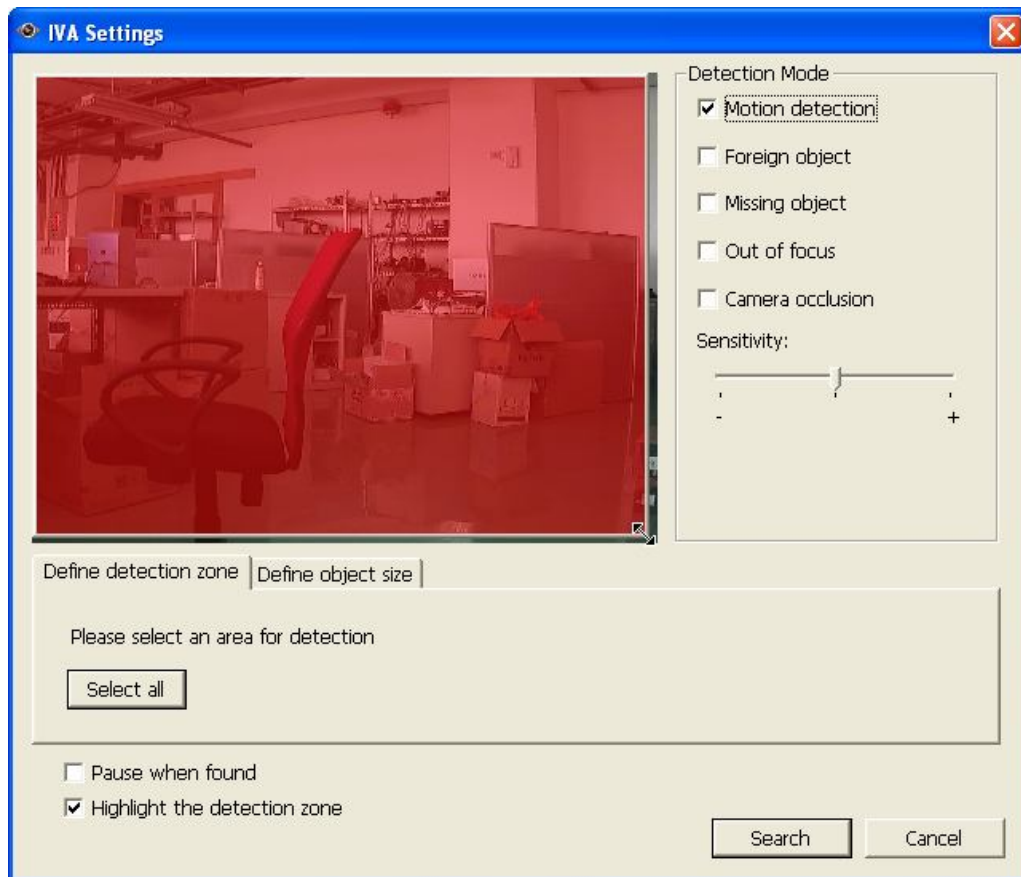 IVA Settings
Detection Mode
Motion detection
Foreign object
Missing object
Out of focus
Camera occlusion
Sensitivity:
- +
Define detection zone Define object size
Please select an area for detection
Select all
Pause when found
Highlight the detection zone
Search Cancel